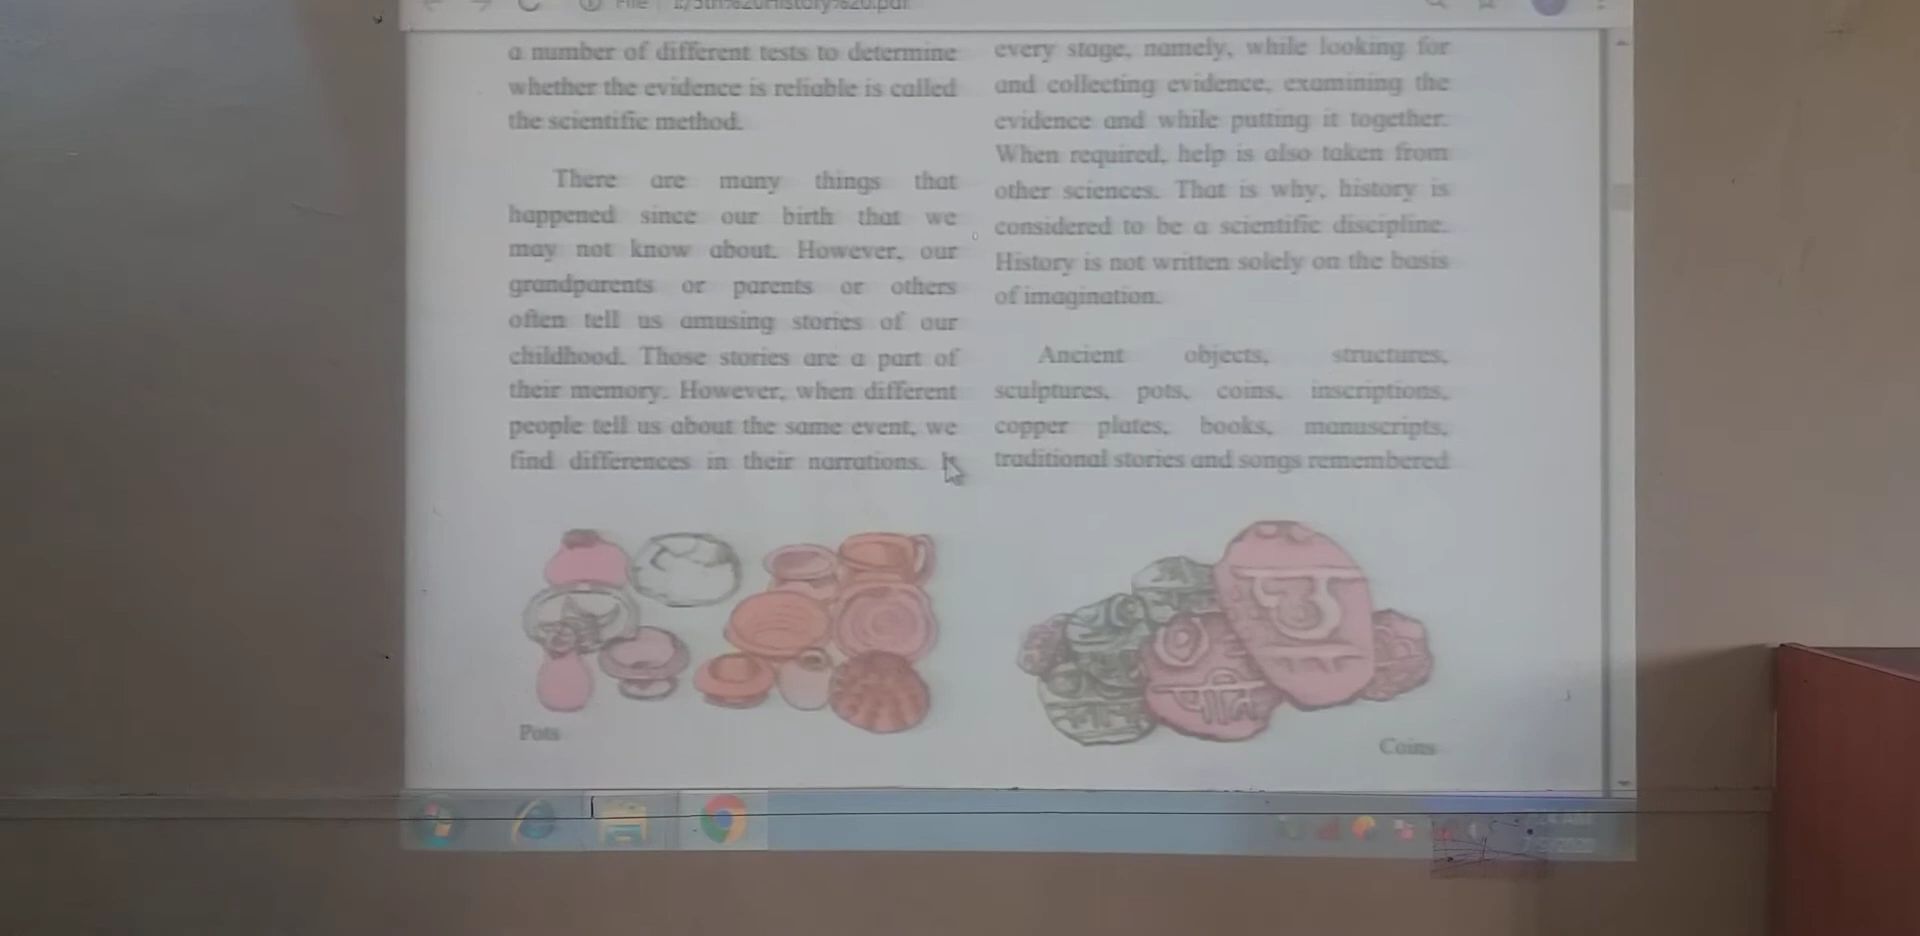 File
a number of different tests to determine
whether the evidence is reliable is called
the scientific method.
There are many things that
happened since our birth that we
may not know about. However, our
grandparents or parents or others
often tell us amusing stories of our
childhood. Those stories are a part of
their memory. However, when different
people tell us about the same event, we
find differences in their narrations.
every stage, namely, while looking for
and collecting evidence, examining the
evidence and while putting it together.
When required, help is also taken from
other sciences. That is why, history is
considered to be a scientific discipline.
History is not written solely on the basis
of imagination.
Ancient objects, structures,
sculptures, pots, coins, inscriptions,
copper plates, books, manuscripts,
traditional stories and songs remembered
Pots
Coins